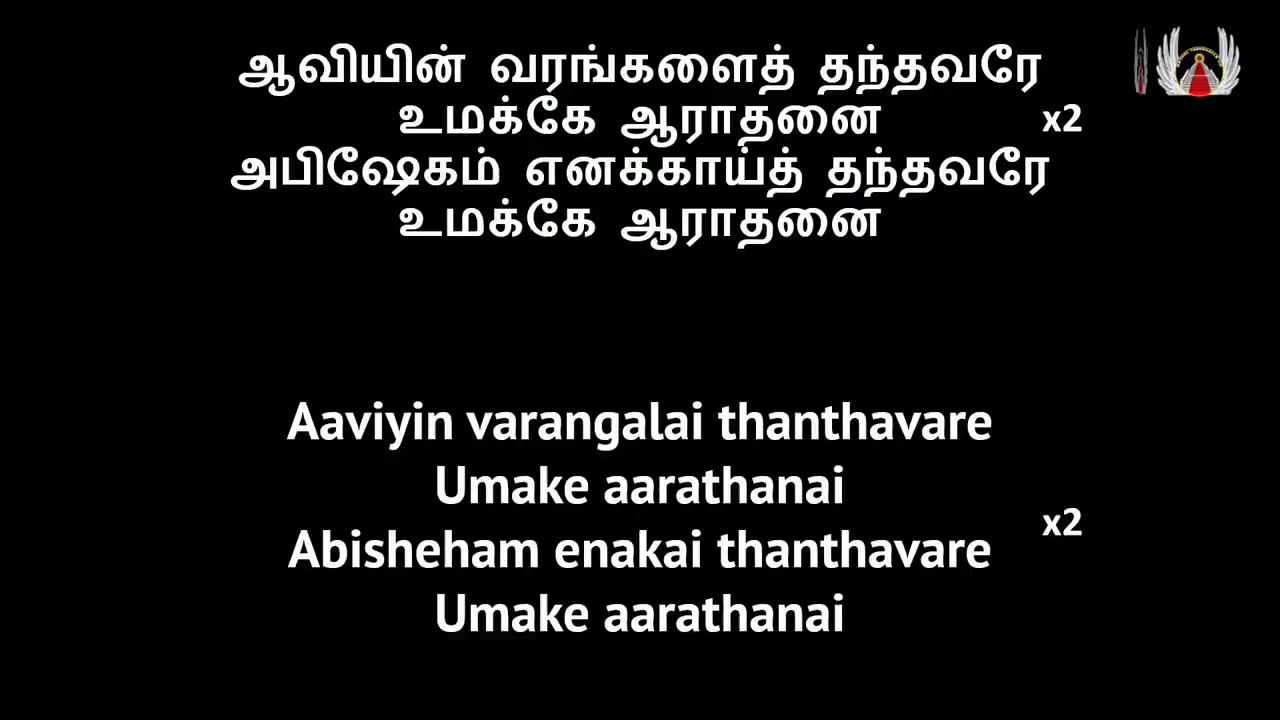 ஆவியின் வரங்களைத் தந்தவரே
உமக்கே ஆராதனை x2
அபிஷேகம் எனக்காய்த் தந்தவரே
உமக்கே ஆராதனை
Aaviyin varangalai thanthavare
Umake aarathanai
x2
Abisheham enakai thanthavare
Umake aarathanai